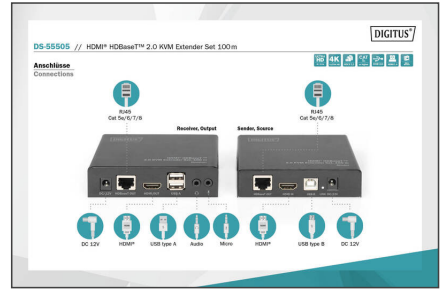 DIGITUS®
DS-55505 // HDMI® HDBaseT™ 2.0 KVM Extender Set 100 m
Anschlüsse
Connections
HD
4K
RJ45
Cat 5e/6/7/8
RJ45
Cat 5e/6/7/8
Receiver, Output
Sender, Source
DC 12V
HDMI®
USB type A
Audio
Micro
HDMI®
USB type B
DC 12V